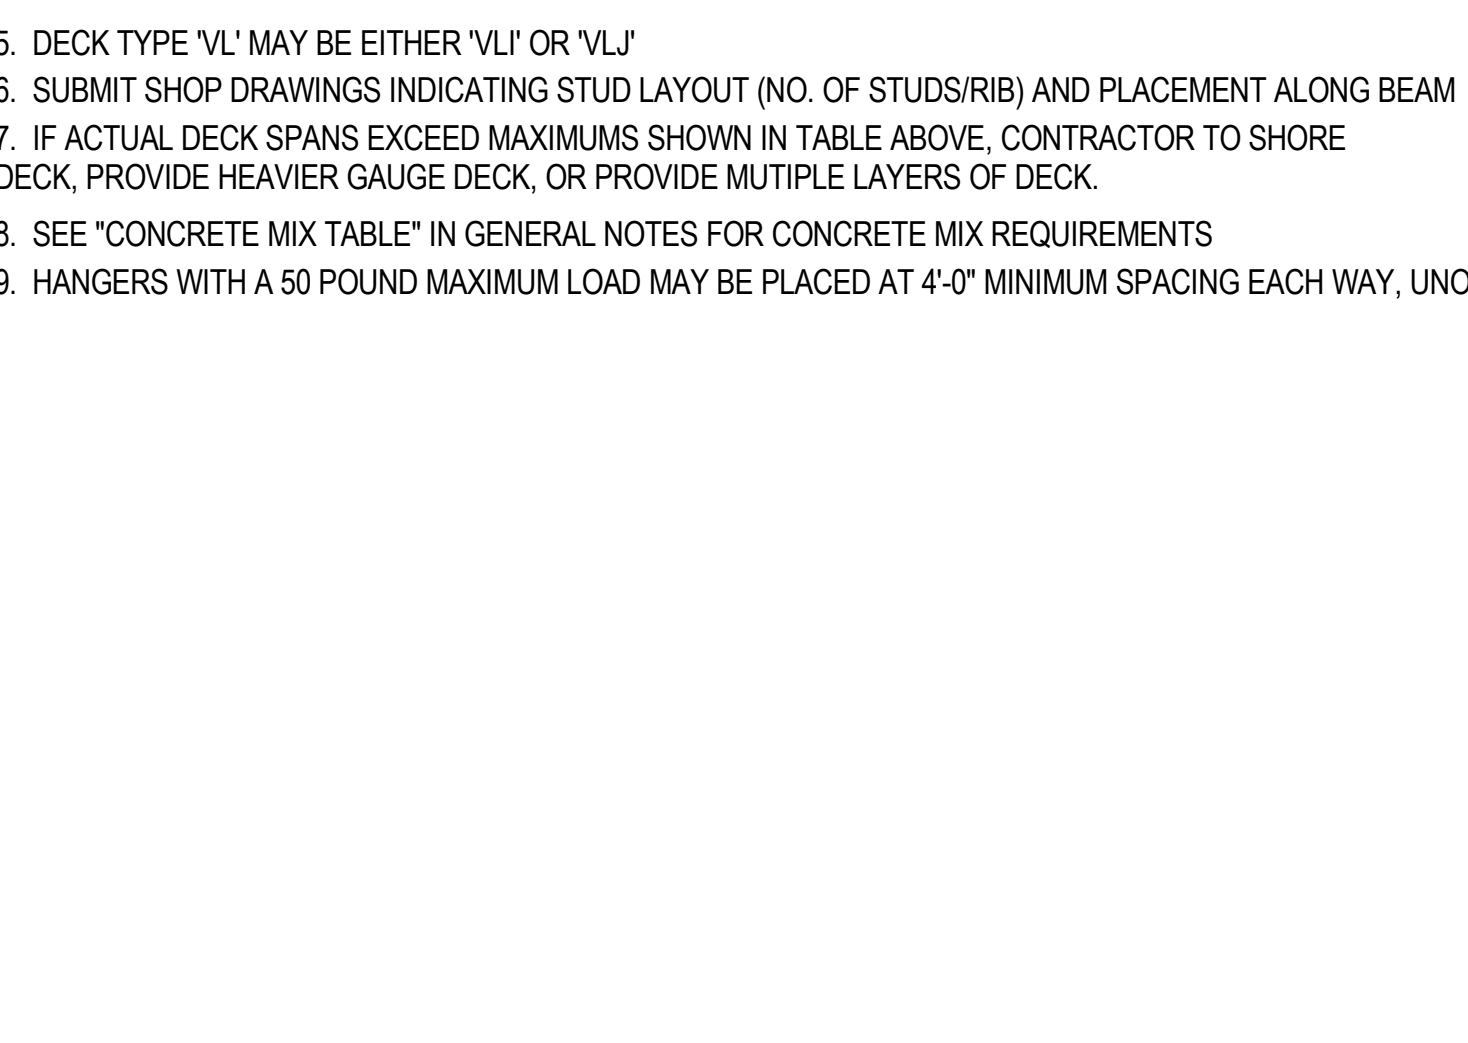 5. DECK TYPE 'VL' MAY BE EITHER 'VLI' OR 'VLJ'
6. SUBMIT SHOP DRAWINGS INDICATING STUD LAYOUT (NO. OF STUDS/RIB) AND PLACEMENT ALONG BEAM
7. IF ACTUAL DECK SPANS EXCEED MAXIMUMS SHOWN IN TABLE ABOVE, CONTRACTOR TO SHORE
DECK, PROVIDE HEAVIER GAUGE DECK, OR PROVIDE MUTIPLE LAYERS OF DECK.
8. SEE "CONCRETE MIX TABLE" IN GENERAL NOTES FOR CONCRETE MIX REQUIREMENTS
9. HANGERS WITH A 50 POUND MAXIMUM LOAD MAY BE PLACED AT 4'-0" MINIMUM SPACING EACH WAY, UNO